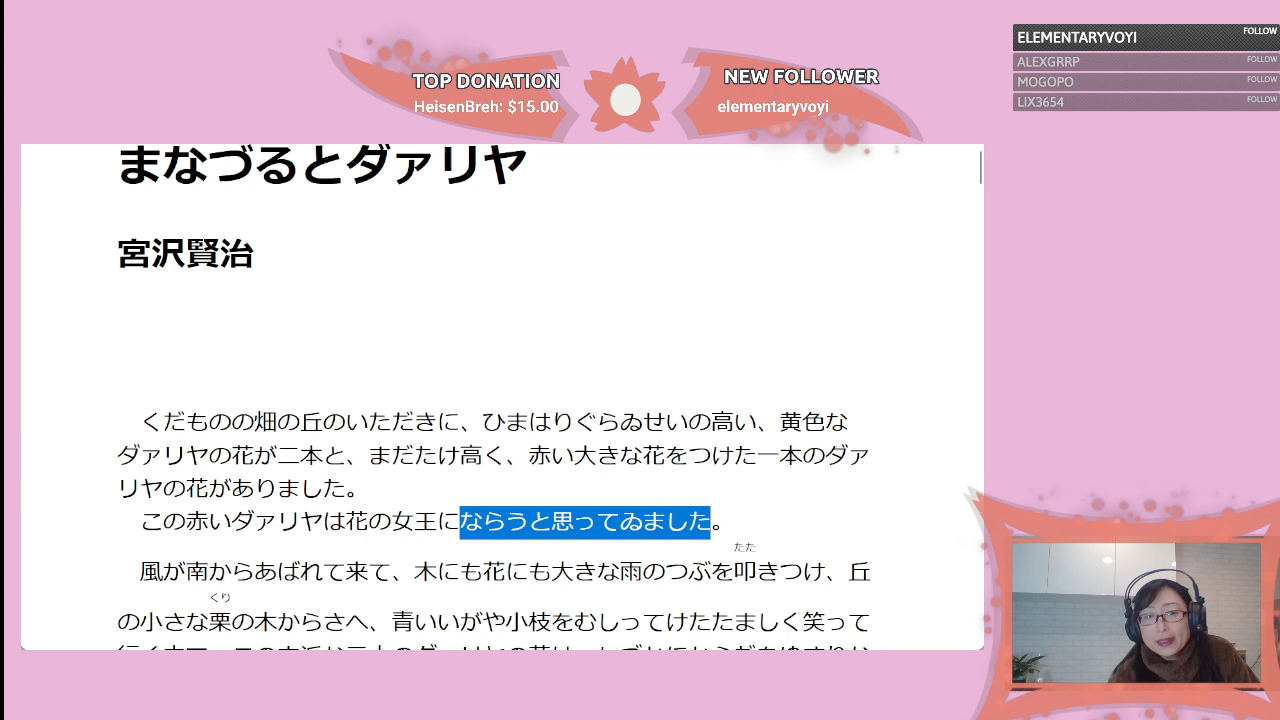 TOP DONATION
HeisenBreh: $15.00
NEW FOLLOWER
elementaryvoyi
ELEMENTARYVOYI FOLLOW
ALEXGRRP FOLLOW
MOGOPO FOLLOW
LIX3654 FOLLOW
まなづるとダァリヤ
宮沢賢治
くだものの畑の丘のいただきに、ひまはりぐらゐせいの高い、黄色な
ダァリヤの花が二本と、まだたけ高く、赤い大きな花をつけた一本のダァ
リヤの花がありました。
この赤いダァリヤは花の女王にならうと思ってゐました。
たた
風が南からあばれて来て、木にも花にも大きな雨のつぶを叩きつけ、丘
くり
の小さな栗の木からさへ、青いいがや小枝をむしってけたたましく笑って